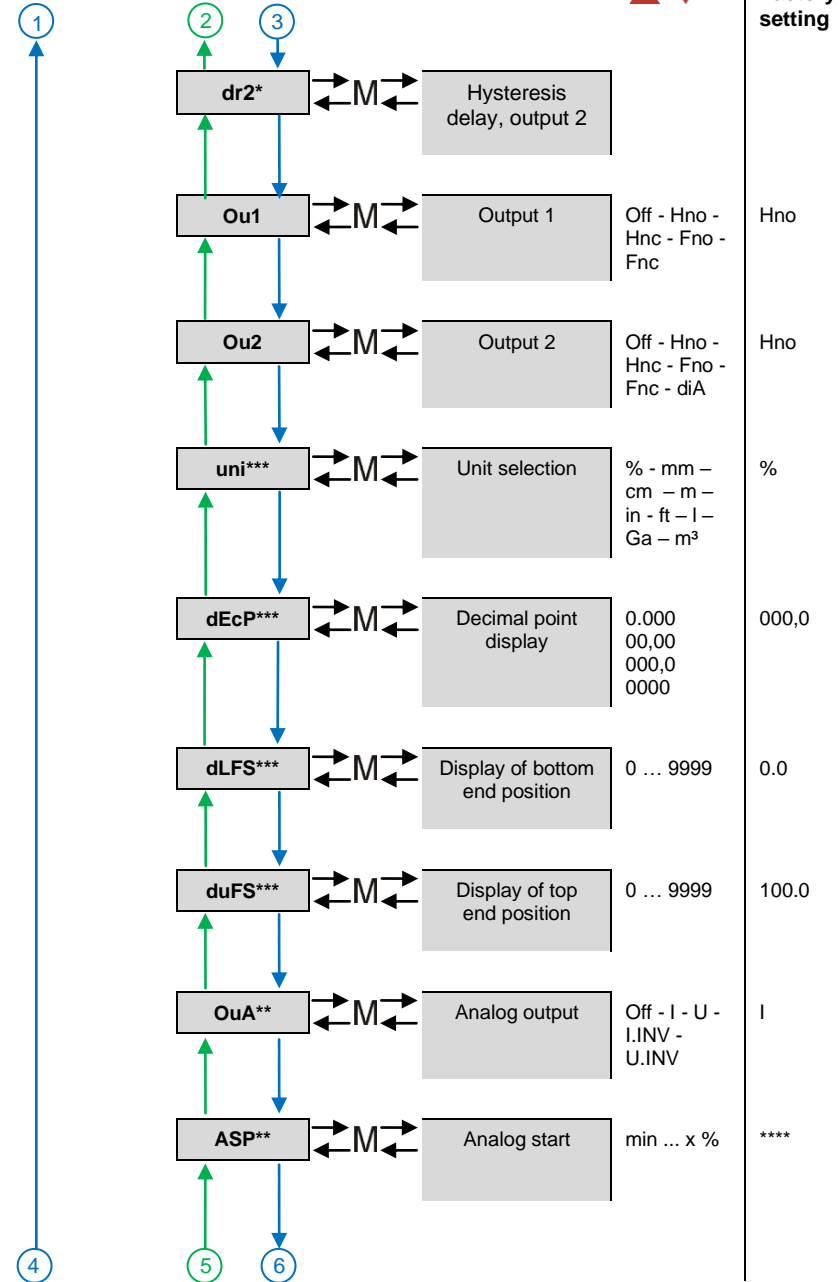 1
2
3
setting
dr2*
M
Hysteresis
delay, output 2
Ou1
M
Output 1
Off - Hno -
Hnc - Fno -
Fnc
Hno
Ou2
M
Output 2
Off - Hno -
Hnc - Fno -
Fnc - diA
Hno
uni***
M
Unit selection
% - mm –
cm – m –
in - ft – l –
Ga – m³
%
dEcP***
M
Decimal point
display
0.000
00,00
000,0
0000
000,0
dLFS***
M
Display of bottom
end position
0 … 9999
0.0
duFS***
M
Display of top
end position
0 … 9999
100.0
OuA**
M
Analog output
Off - I - U -
I.INV -
U.INV
I
ASP**
M
Analog start
min ... x %
****
4
5
6